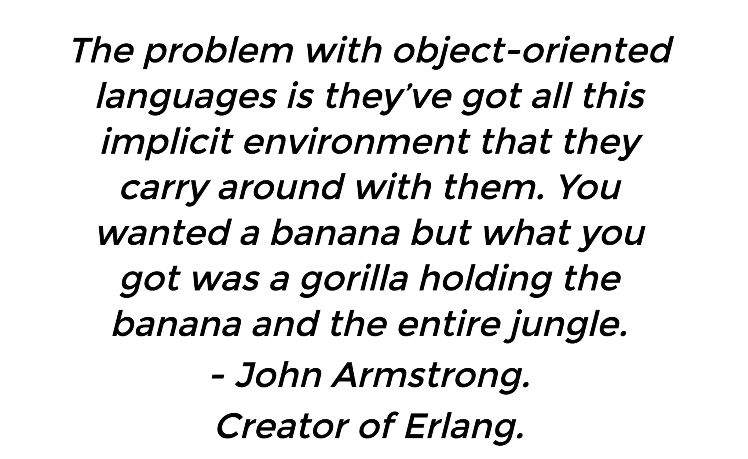 The problem with object-oriented
languages is they’ve got all this
implicit environment that they
carry around with them. You
wanted a banana but what you
got was a gorilla holding the
banana and the entire jungle.
- John Armstrong.
Creator of Erlang.